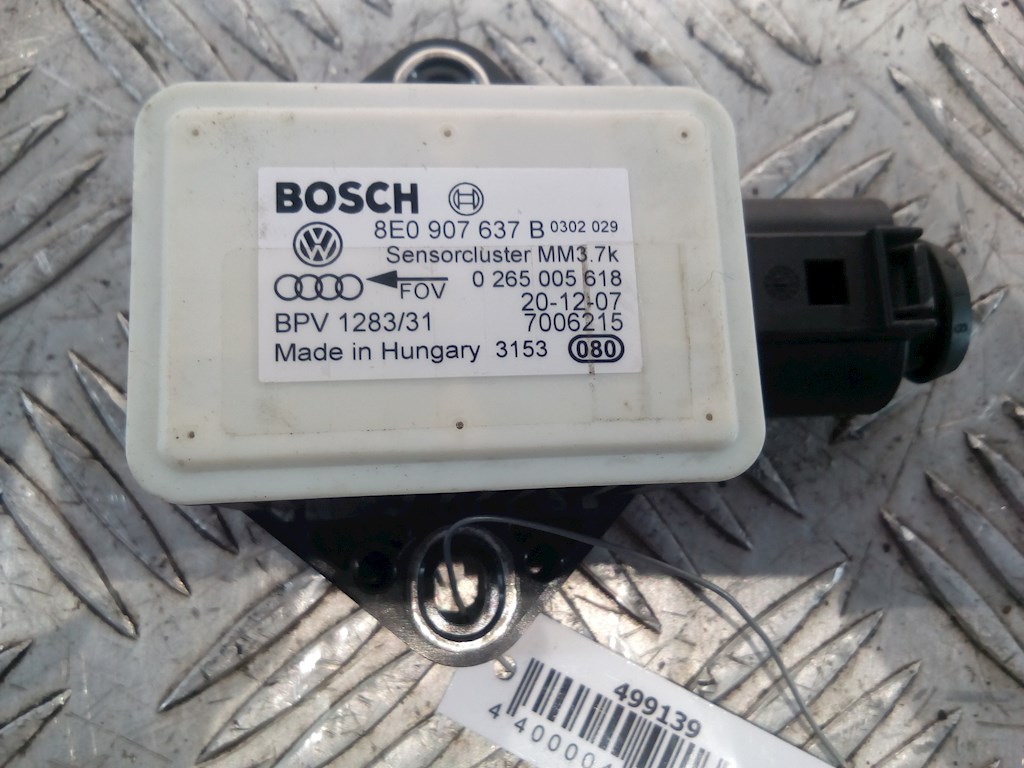 BOSCH
8E0 907 637 B 0302 029
Sensorcluster MM3.7k
FOV 0 265 005 618
20-12-07
BPV 1283/31 7006215
Made in Hungary 3153 080
499139